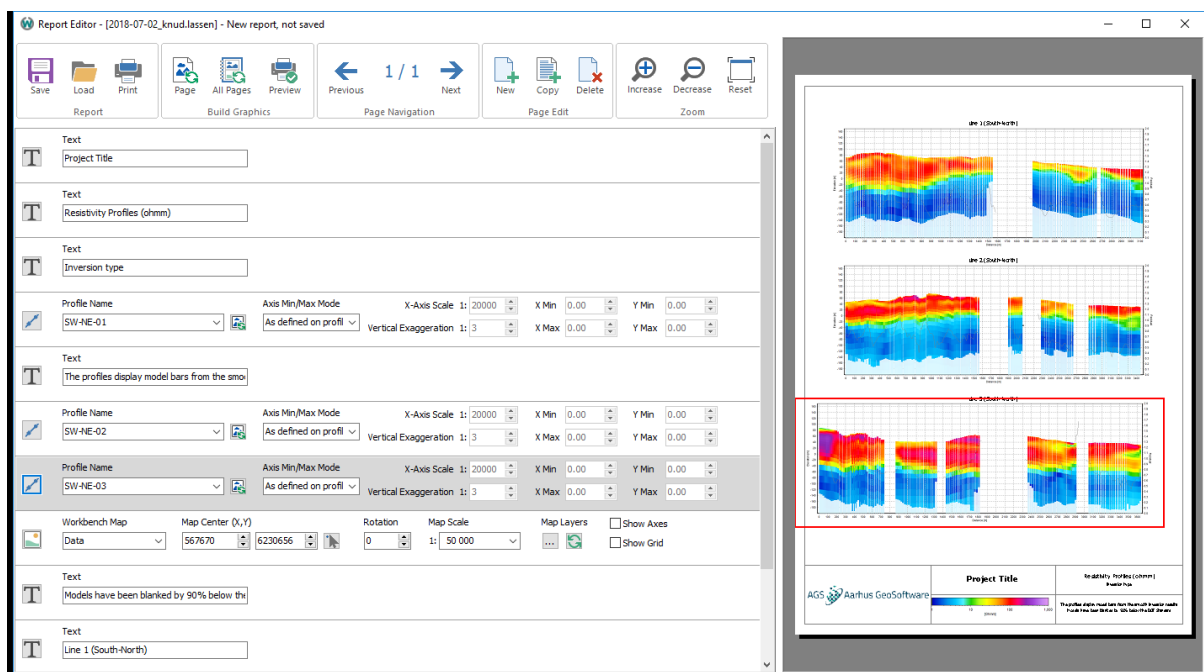 Report Editor - [2018-07-02_knud.lassen] - New report, not saved
Save Load Print
Report
Page All Pages Preview
Build Graphics
Previous 1 / 1 Next
Page Navigation
New Copy Delete
Page Edit
Increase Decrease Reset
Zoom
Text
Project Title
Text
Resistivity Profiles (ohmm)
Text
Inversion type
Profile Name Axis Min/Max Mode X-Axis Scale 1: 20000 X Min 0.00 Y Min 0.00
SW-NE-01 As defined on profil Vertical Exaggeration 1: 3 X Max 0.00 Y Max 0.00
Text
The profiles display model bars from the smo
Profile Name Axis Min/Max Mode X-Axis Scale 1: 20000 X Min 0.00 Y Min 0.00
SW-NE-02 As defined on profil Vertical Exaggeration 1: 3 X Max 0.00 Y Max 0.00
Profile Name Axis Min/Max Mode X-Axis Scale 1: 20000 X Min 0.00 Y Min 0.00
SW-NE-03 As defined on profil Vertical Exaggeration 1: 3 X Max 0.00 Y Max 0.00
Workbench Map Map Center (X,Y) Rotation Map Scale Map Layers Show Axes
Data 567670 6230656 0 1: 50 000 ... Show Grid
Text
Models have been blanked by 90% below the
Text
Line 1 (South-North)
Line 1 (South-North)
Line 2 (South-North)
Line 3 (South-North)
AGS Aarhus GeoSoftware
Project Title
Resistivity Profiles (ohmm)
Inversion type